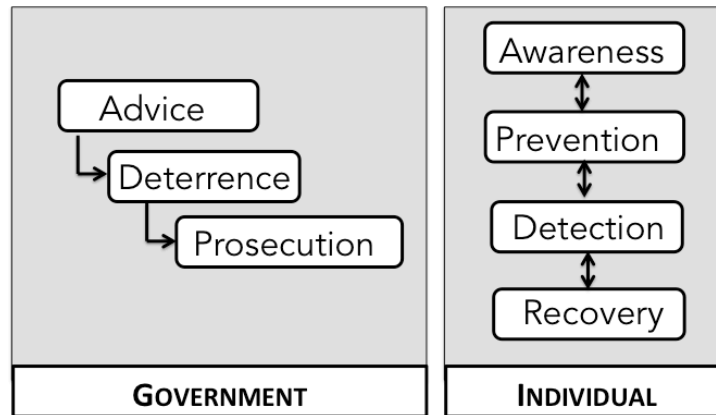 Advice
Deterrence
Prosecution
GOVERNMENT
Awareness
Prevention
Detection
Recovery
INDIVIDUAL